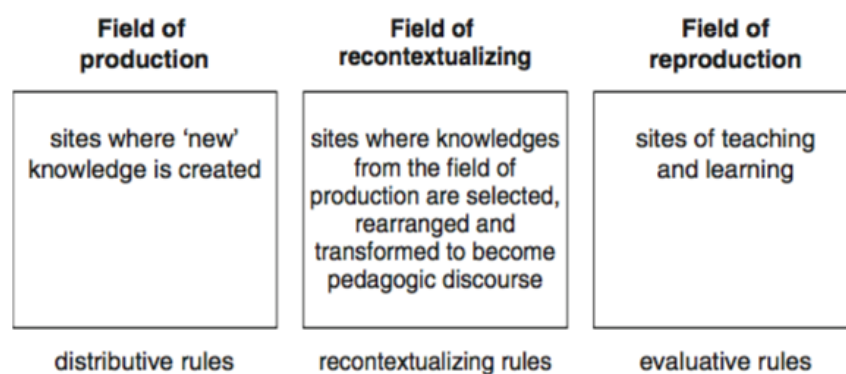 Field of
production
Field of
recontextualizing
Field of
reproduction
sites where ‘new’
knowledge is created
sites where knowledges
from the field of
production are selected,
rearranged and
transformed to become
pedagogic discourse
sites of teaching
and learning
distributive rules
recontextualizing rules
evaluative rules